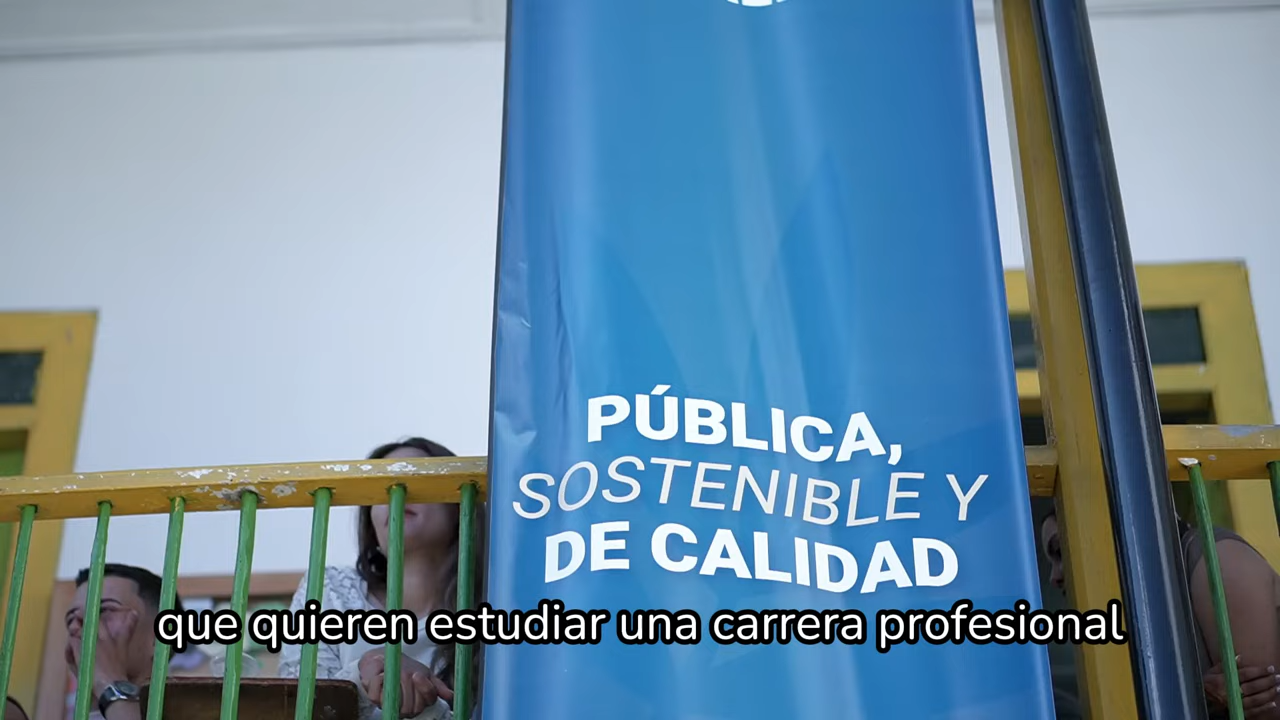 PÚBLICA,
SOSTENIBLE Y
DE CALIDAD
que quieren estudiar una carrera profesional